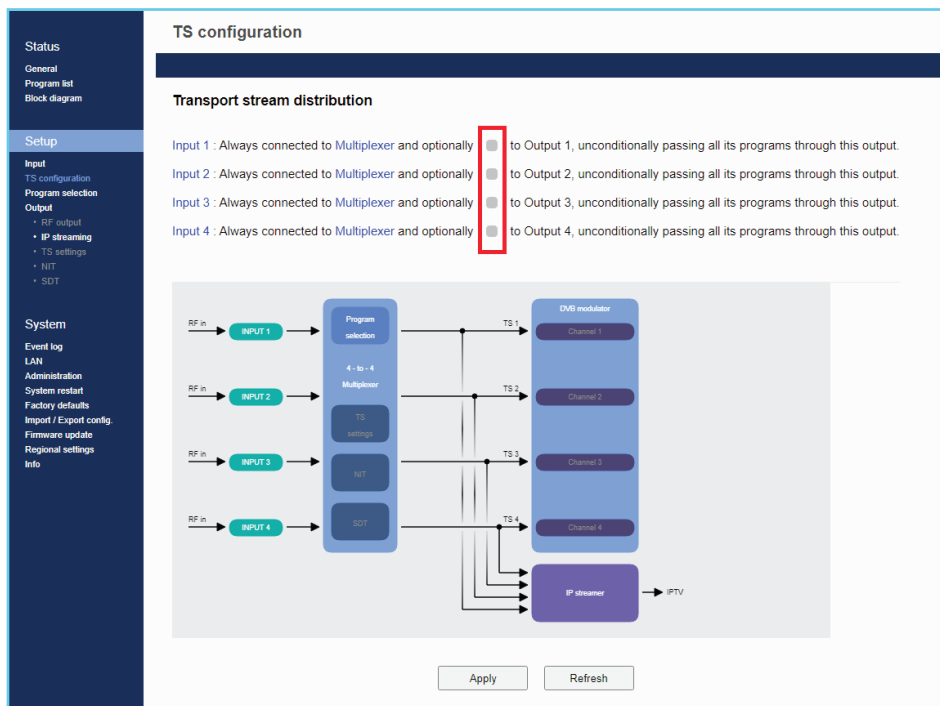 TS configuration
Status
General
Program list
Block diagram
Setup
Input
TS configuration
Program selection
Output
• RF output
• IP streaming
• TS settings
• NIT
• SDT
System
Event log
LAN
Administration
System restart
Factory defaults
Import / Export config.
Firmware update
Regional settings
Info
Transport stream distribution
Input 1 : Always connected to Multiplexer and optionally to Output 1, unconditionally passing all its programs through this output.
Input 2 : Always connected to Multiplexer and optionally to Output 2, unconditionally passing all its programs through this output.
Input 3 : Always connected to Multiplexer and optionally to Output 3, unconditionally passing all its programs through this output.
Input 4 : Always connected to Multiplexer and optionally to Output 4, unconditionally passing all its programs through this output.
RF in
INPUT 1
RF in
INPUT 2
RF in
INPUT 3
RF in
INPUT 4
Program
selection
4 - to - 4
Multiplexer
TS
settings
NIT
SDT
TS 1
TS 2
TS 3
TS 4
DVB modulator
Channel 1
Channel 2
Channel 3
Channel 4
IP streamer
IPTV
Apply
Refresh